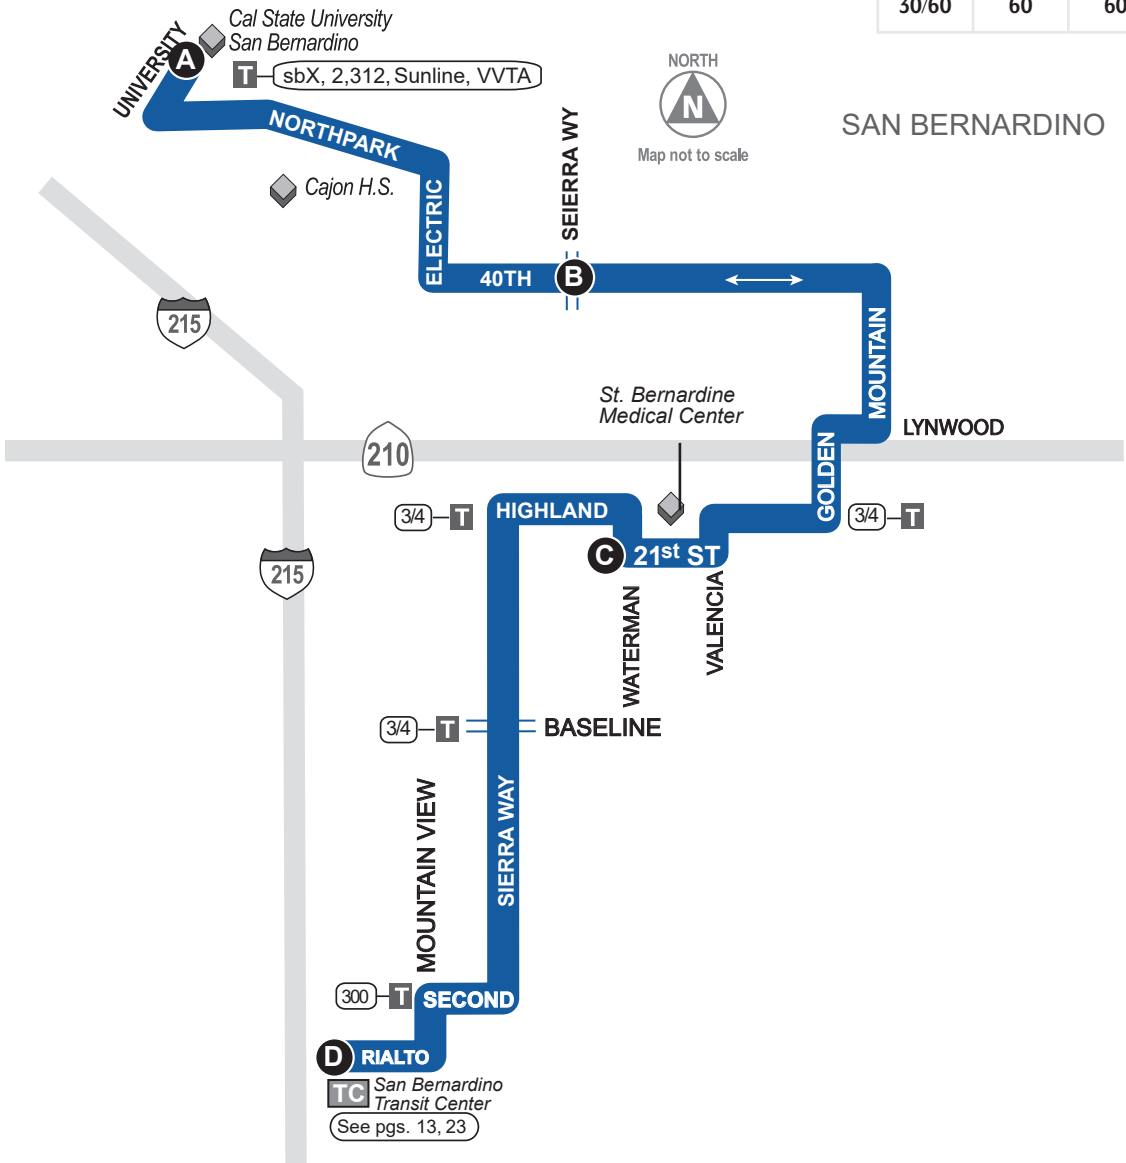 30/60 60 60
Cal State University
San Bernardino
UNIVERSITY
A
T sbX, 2,312, Sunline, VVTA
NORTH
N
Map not to scale
SAN BERNARDINO
NORTHPARK
SEIERRA WY
Cajon H.S.
ELECTRIC
40TH
B
215
MOUNTAIN
St. Bernardine
Medical Center
LYNWOOD
210
GOLDEN
3/4 T
HIGHLAND
3/4 T
C
21st ST
215
WATERMAN
VALENCIA
3/4 T
BASELINE
MOUNTAIN VIEW
SIERRA WAY
300 T
SECOND
D
RIALTO
TC
San Bernardino
Transit Center
See pgs. 13, 23